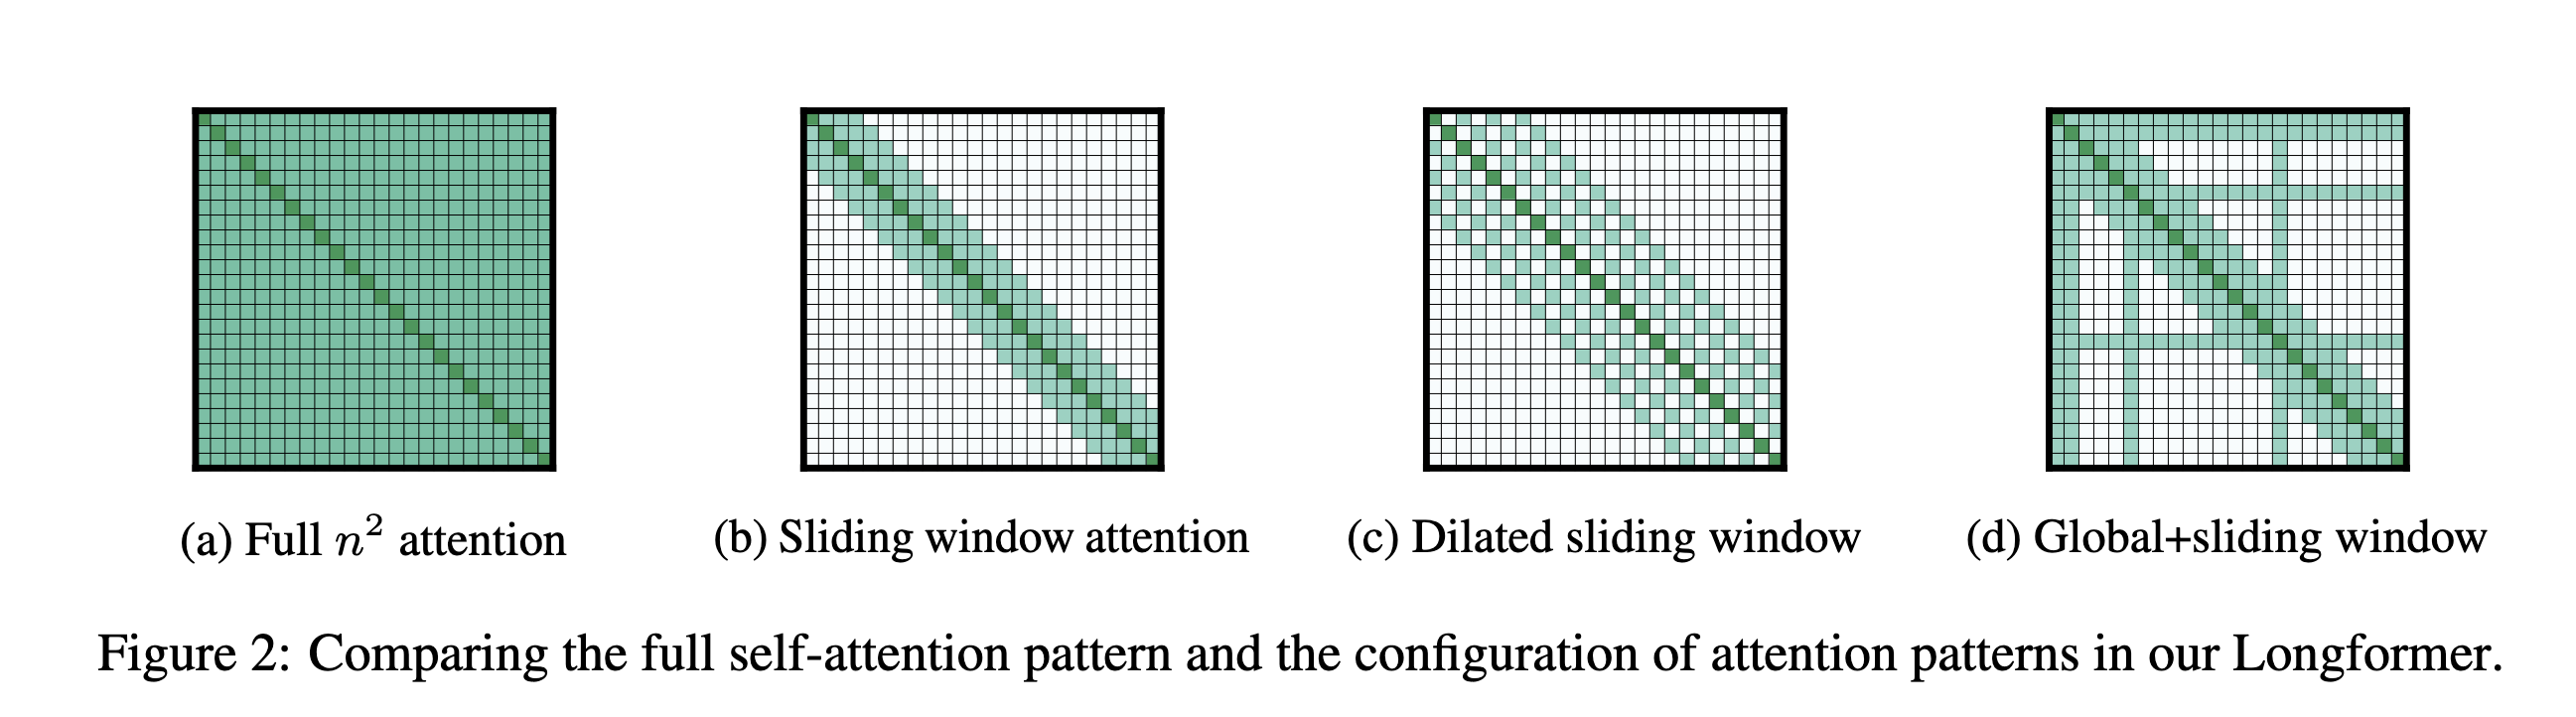 (a) Full n² attention
(b) Sliding window attention
(c) Dilated sliding window
(d) Global+sliding window
Figure 2: Comparing the full self-attention pattern and the configuration of attention patterns in our Longformer.